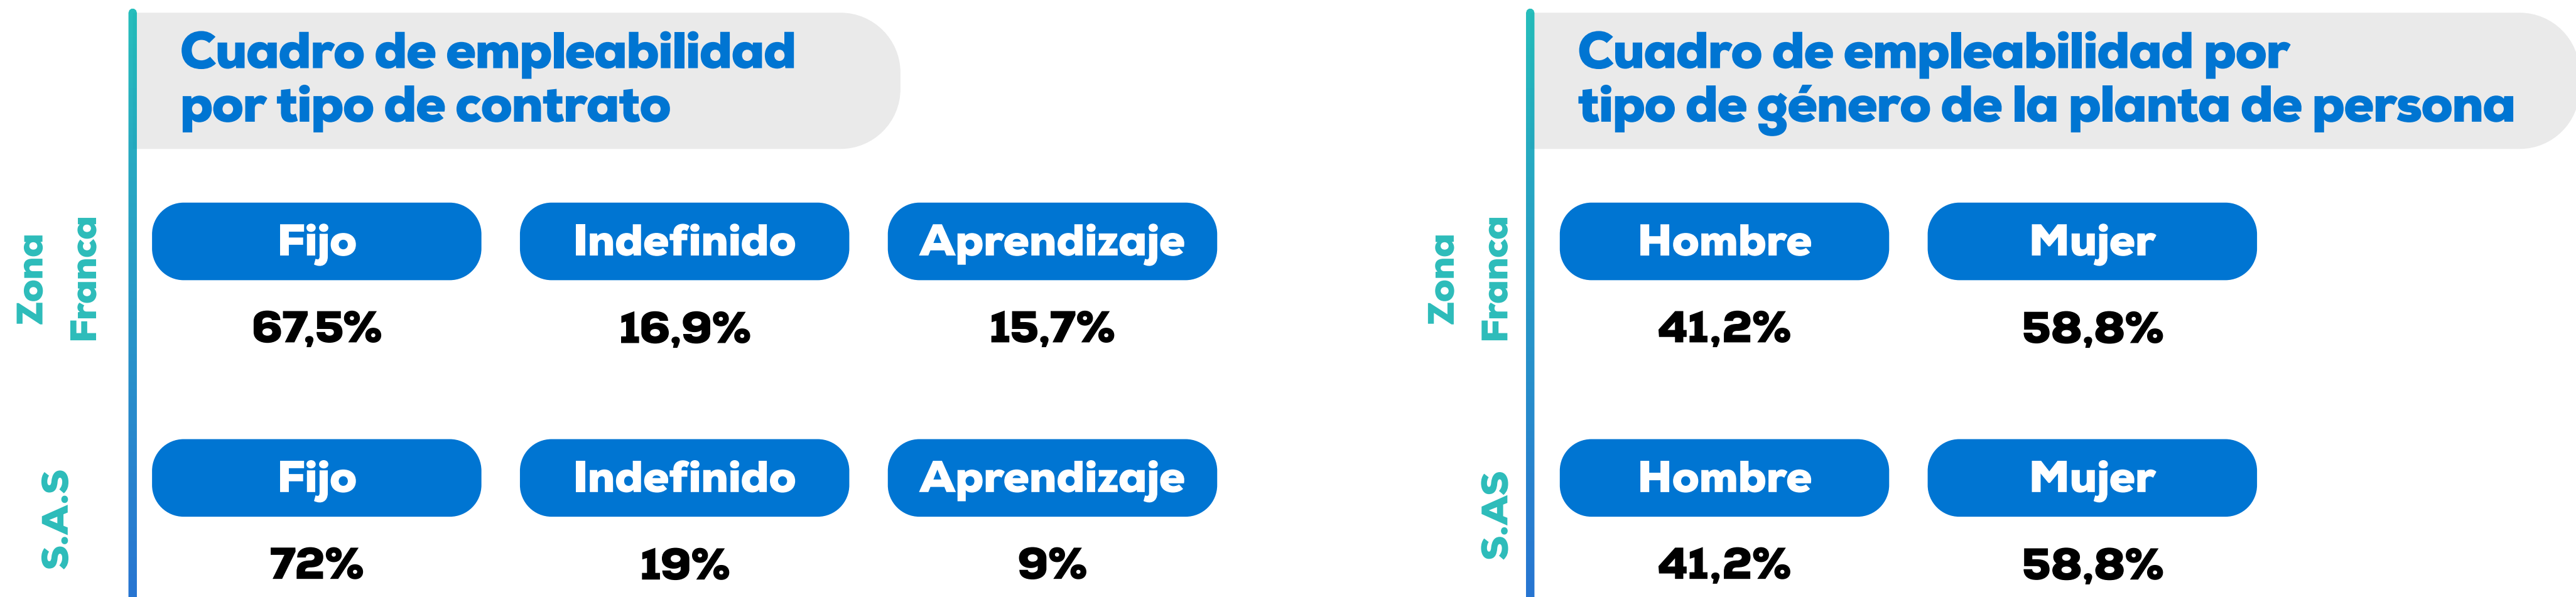 Cuadro de empleabilidad
por tipo de contrato
Zona
Franca
Fijo
Indefinido
Aprendizaje
67,5%
16,9%
15,7%
S.A.S
Fijo
Indefinido
Aprendizaje
72%
19%
9%
Cuadro de empleabilidad por
tipo de género de la planta de persona
Zona
Franca
Hombre
Mujer
41,2%
58,8%
S.AS
Hombre
Mujer
41,2%
58,8%